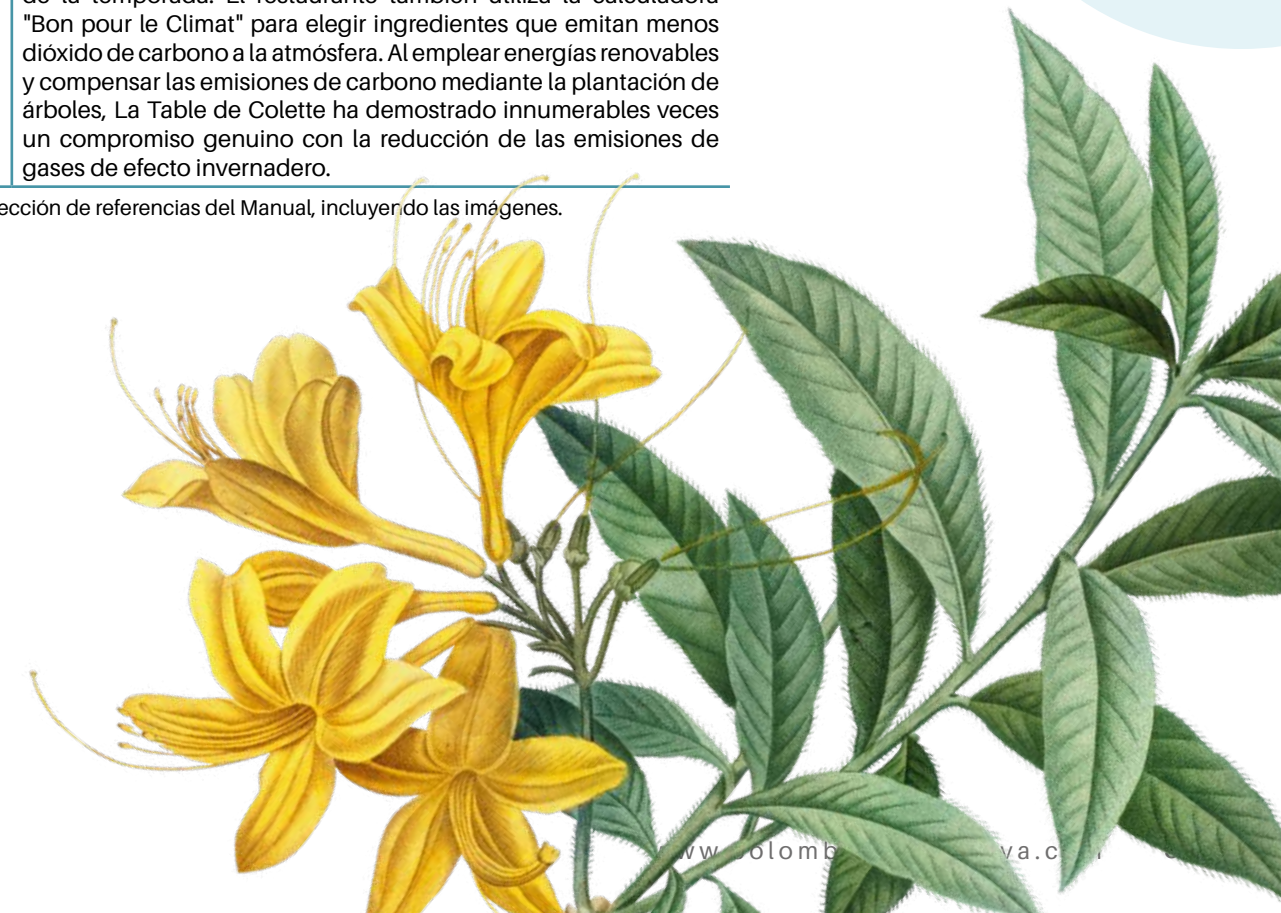 de la temporada. El restaurante también utiliza la calculadora
"Bon pour le Climat" para elegir ingredientes que emitan menos
dióxido de carbono a la atmósfera. Al emplear energías renovables
y compensar las emisiones de carbono mediante la plantación de
árboles, La Table de Colette ha demostrado innumerables veces
un compromiso genuino con la reducción de las emisiones de
gases de efecto invernadero.
de referencias del Manual, incluyendo las imágenes.